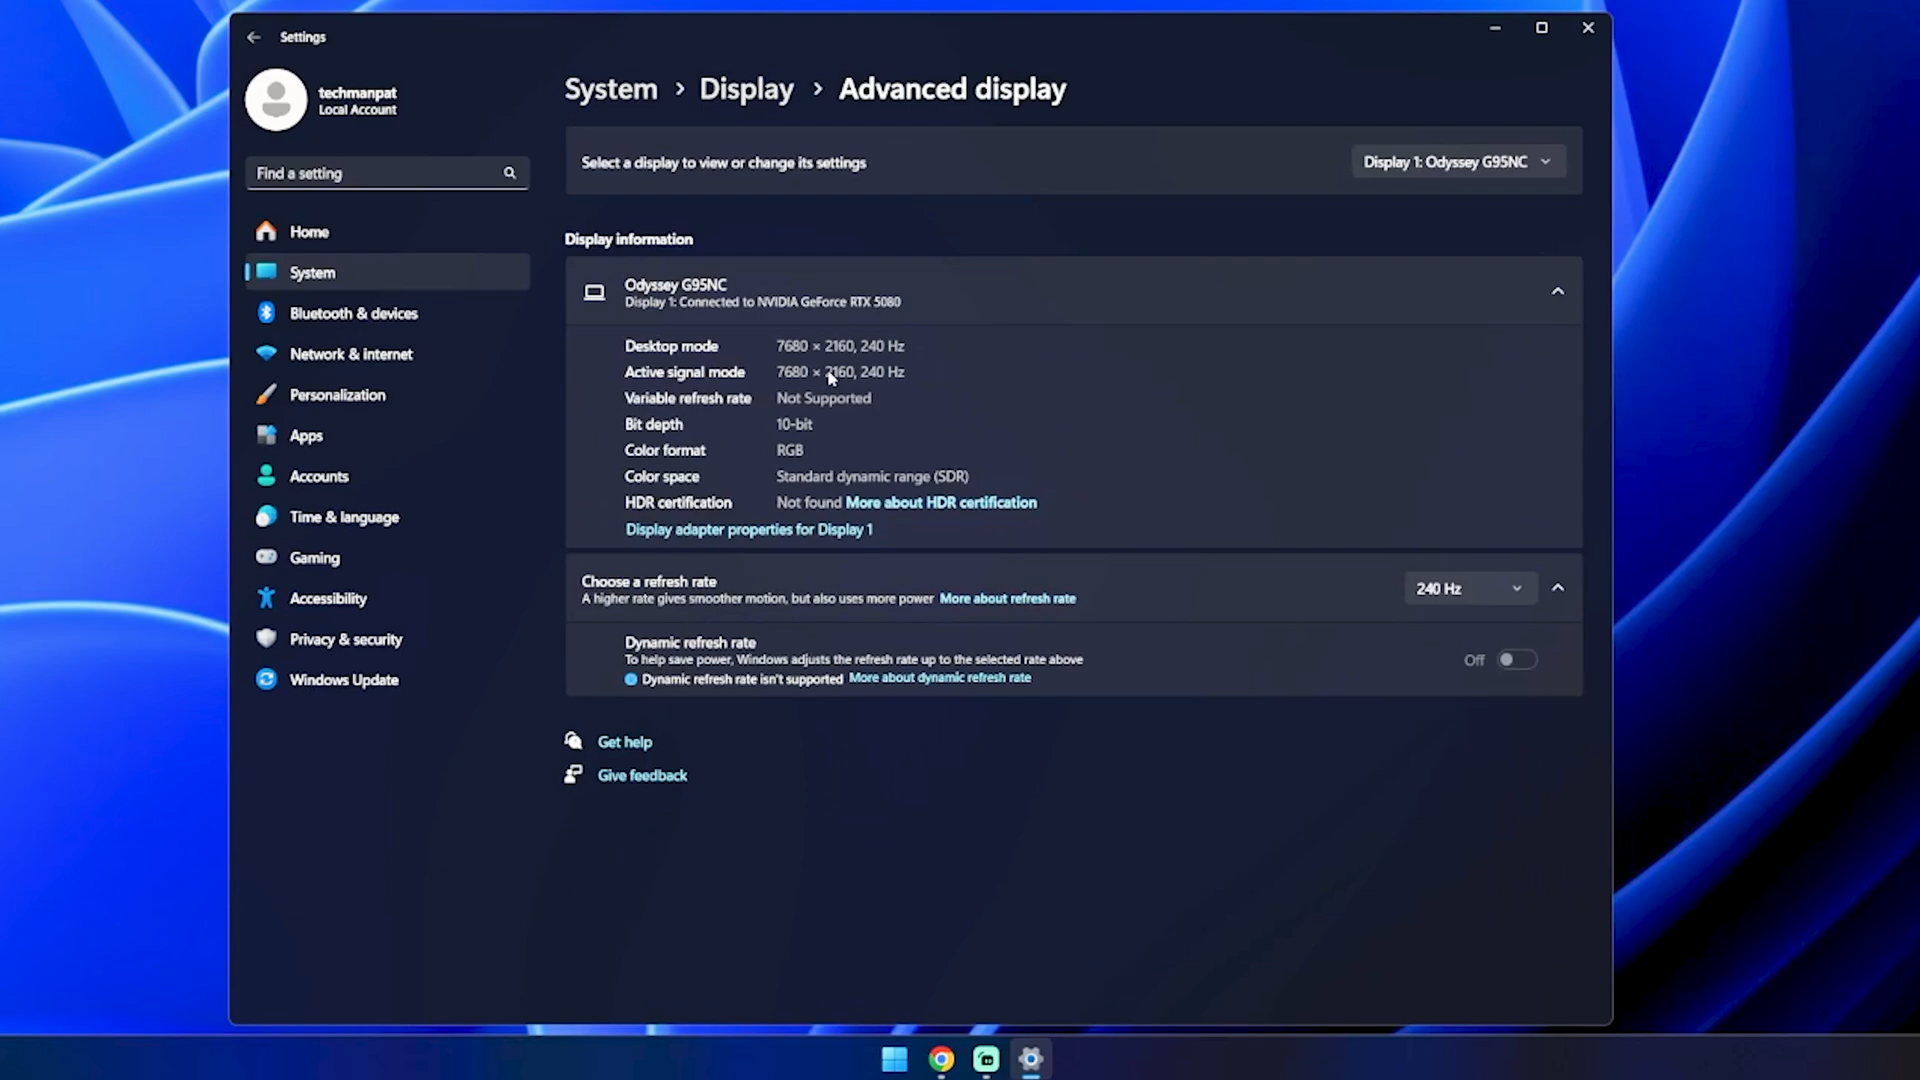 Settings
techmanpat
Local Account
Find a setting
Home
System
Bluetooth & devices
Network & internet
Personalization
Apps
Accounts
Time & language
Gaming
Accessibility
Privacy & security
Windows Update
System > Display > Advanced display
Select a display to view or change its settings
Display 1: Odyssey G95NC
Display information
Odyssey G95NC
Display 1: Connected to NVIDIA GeForce RTX 5080
Desktop mode 7680 × 2160, 240 Hz
Active signal mode 7680 × 2160, 240 Hz
Variable refresh rate Not Supported
Bit depth 10-bit
Color format RGB
Color space Standard dynamic range (SDR)
HDR certification Not found More about HDR certification
Display adapter properties for Display 1
Choose a refresh rate
A higher rate gives smoother motion, but also uses more power More about refresh rate
240 Hz
Dynamic refresh rate
To help save power, Windows adjusts the refresh rate up to the selected rate above
Dynamic refresh rate isn't supported More about dynamic refresh rate
Off
Get help
Give feedback